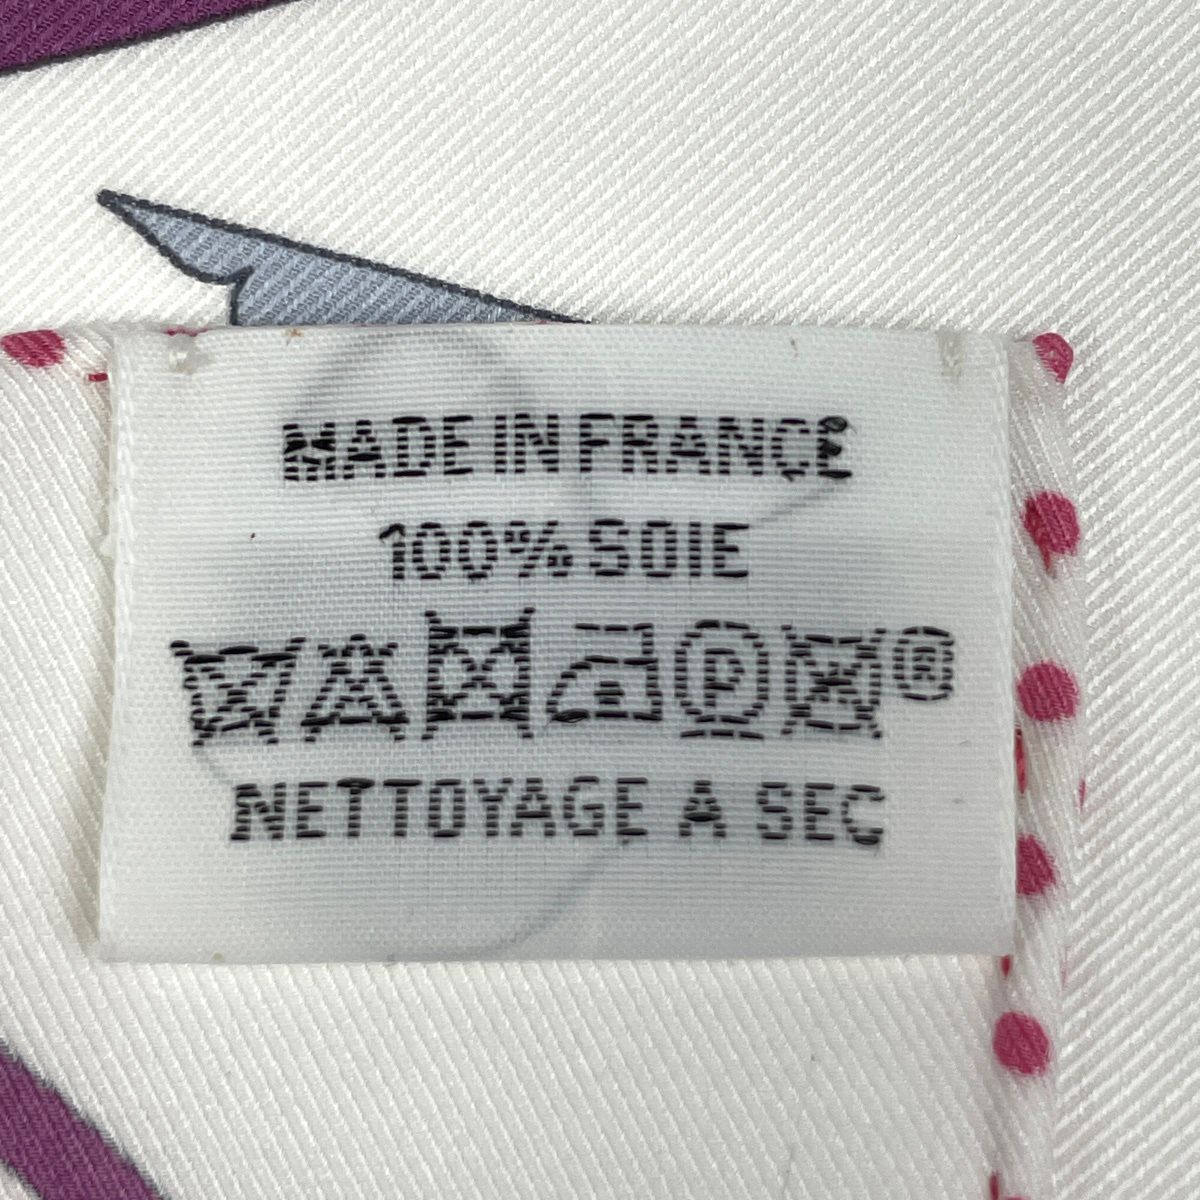 MADE IN FRANCE
100% SOIE
P ®
NETTOYAGE A SEC